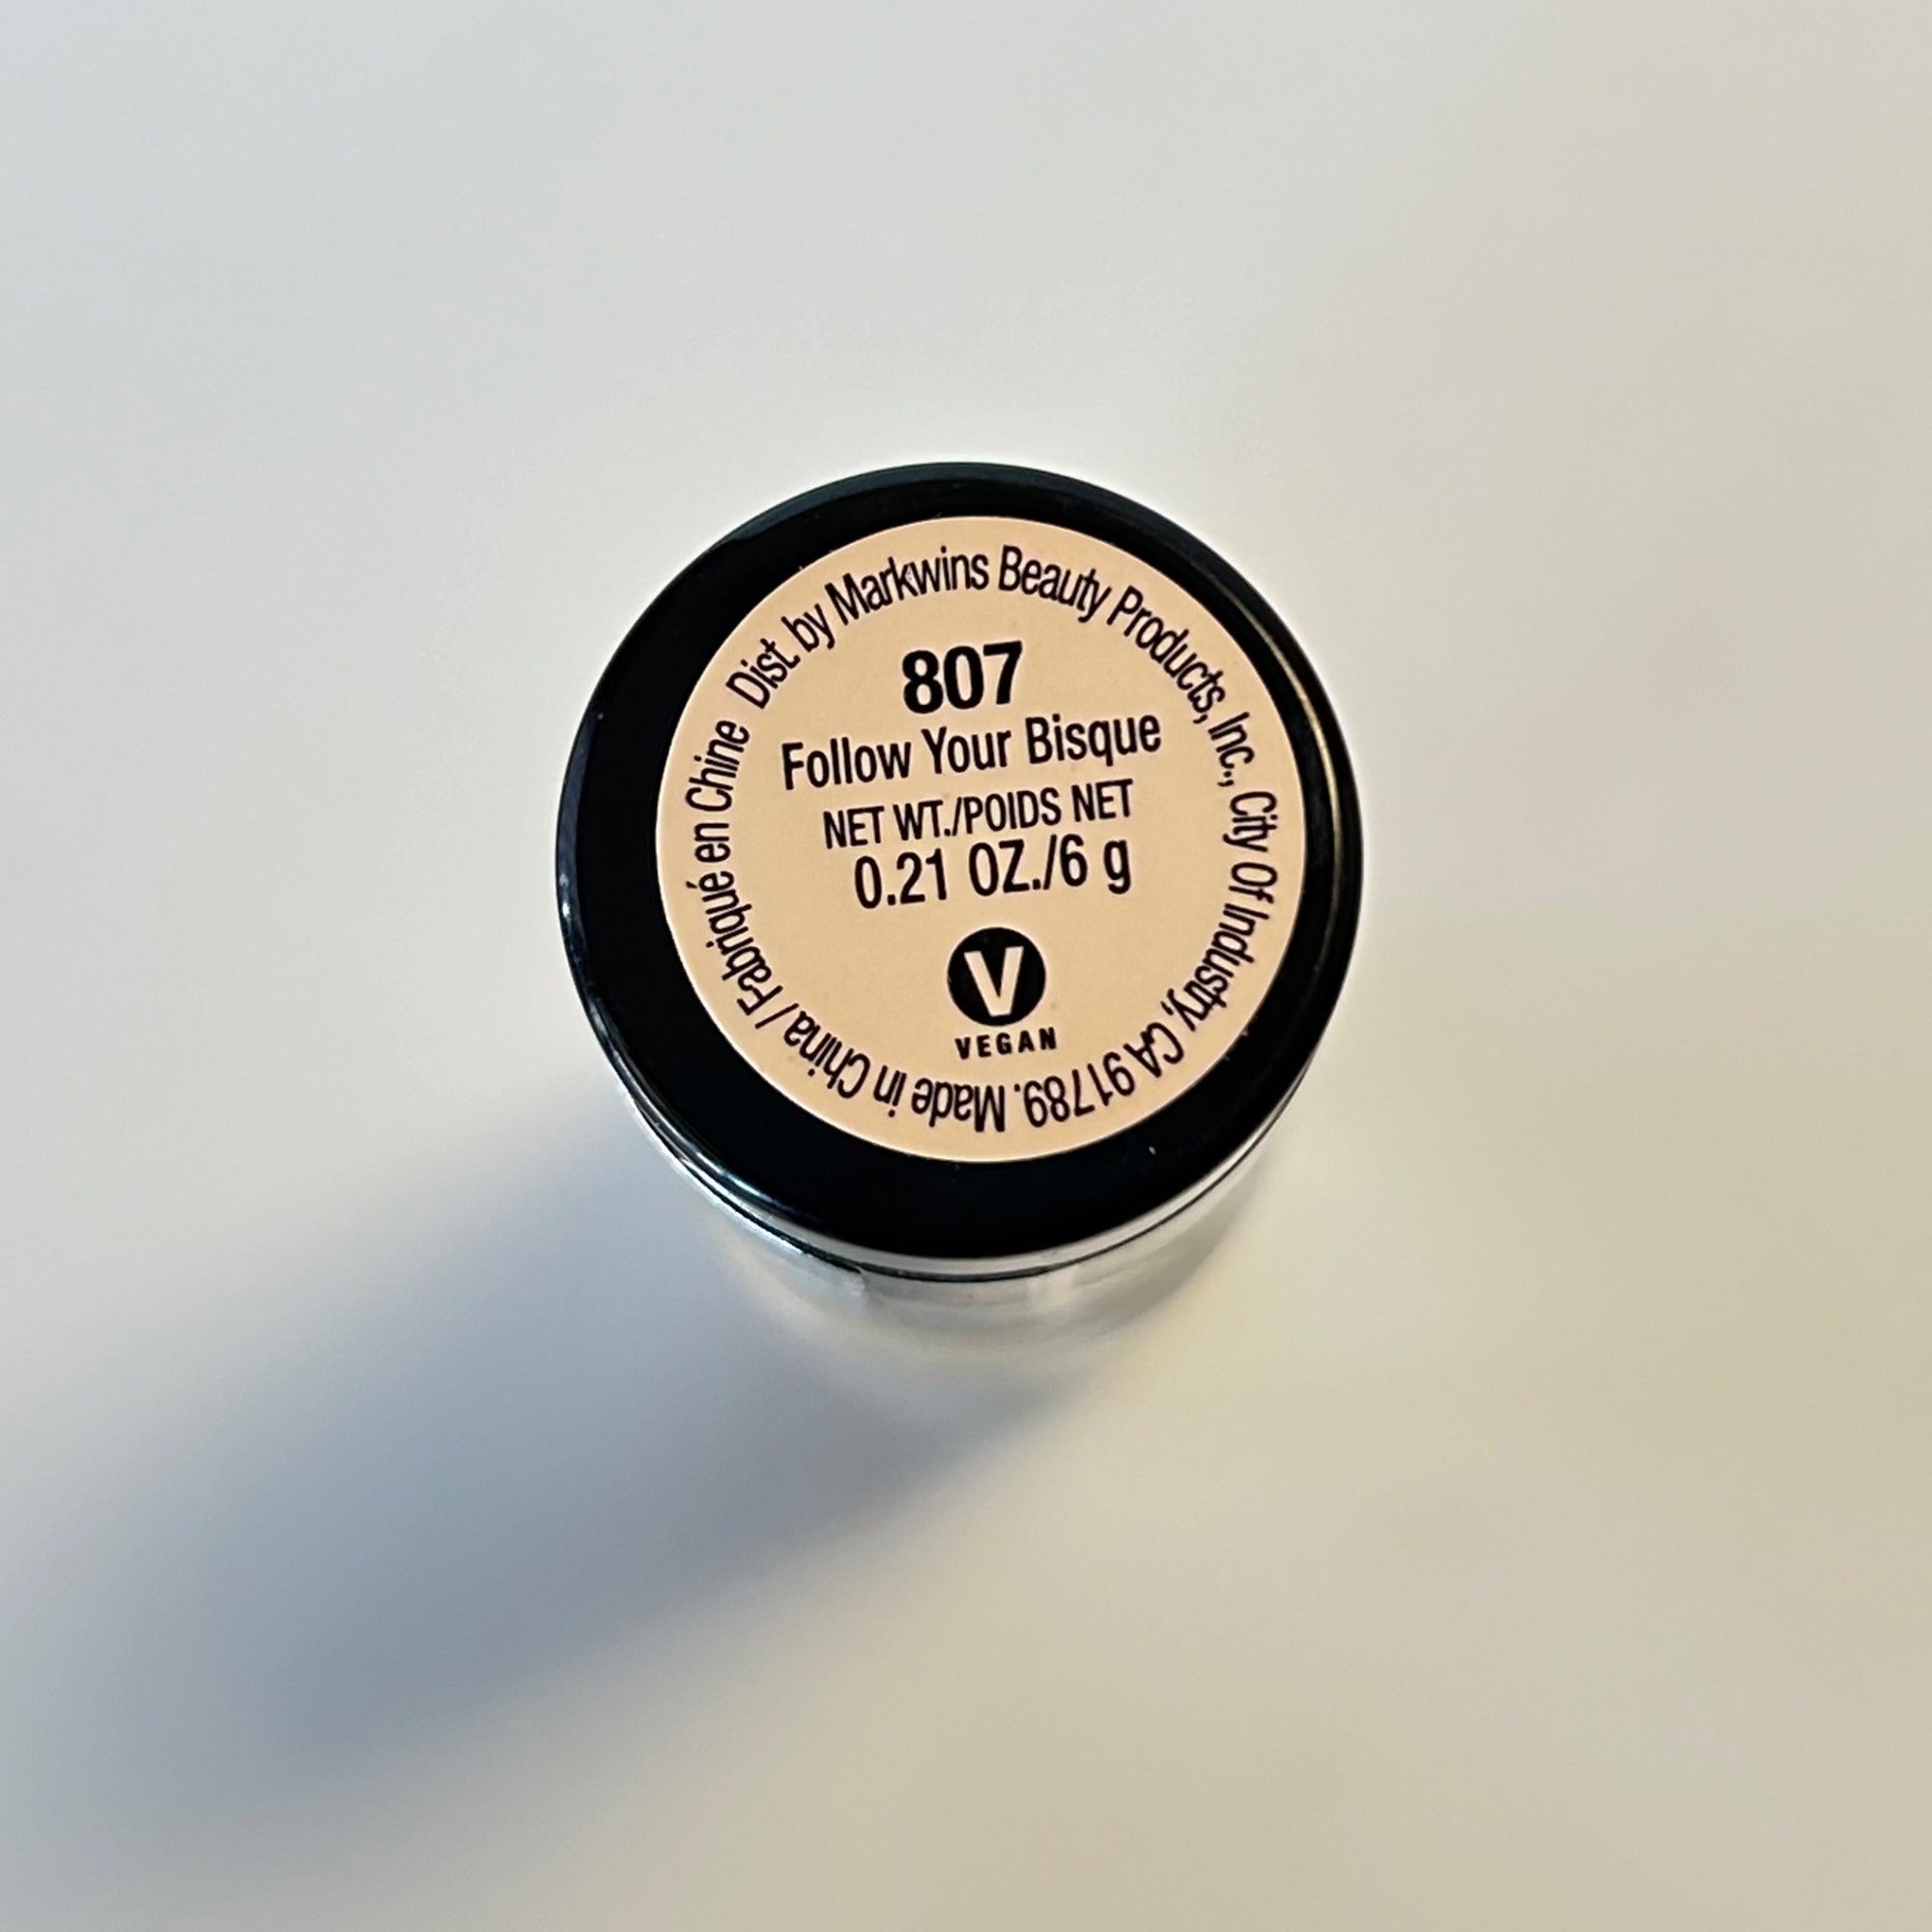 807
Follow Your Bisque
NET WT./POIDS NET
0.21 OZ./6 g
V
VEGAN
Dist. by Markwins Beauty Products, Inc., City Of Industry, CA 91789. Made in China / Fabriqué en Chine